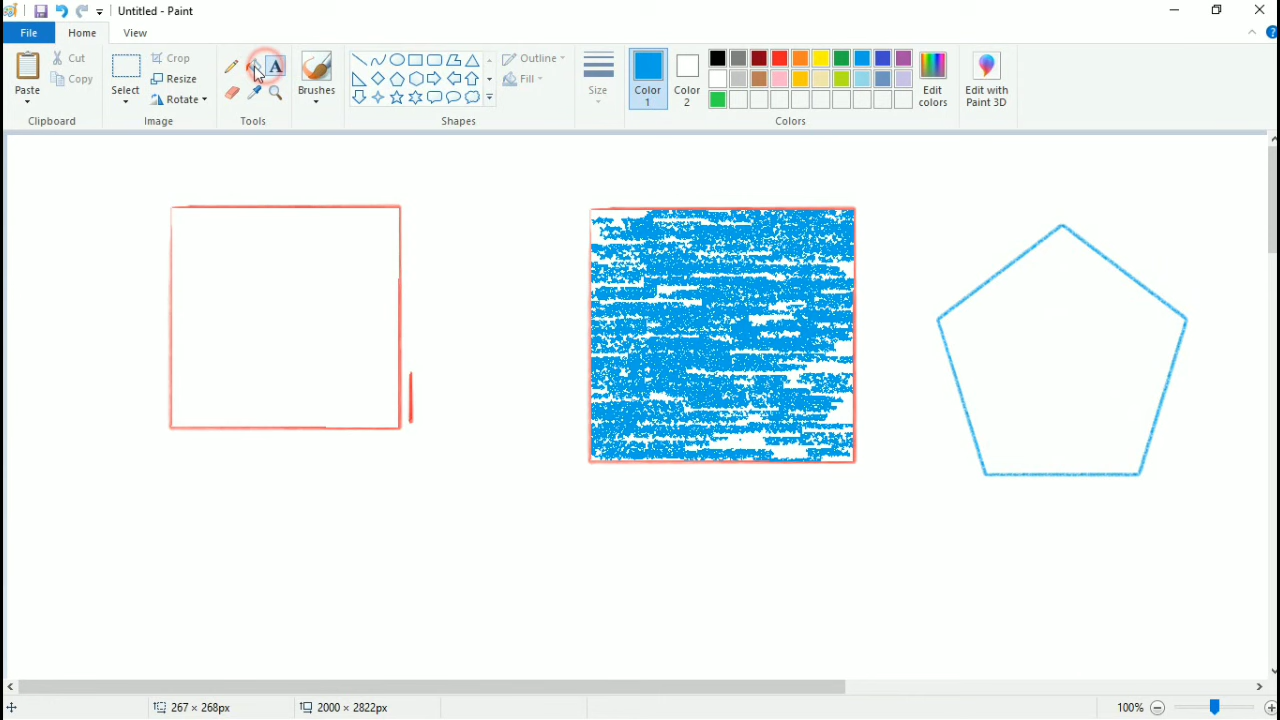 Untitled - Paint
File Home View
Paste
Cut
Copy
Clipboard
Select
Crop
Resize
Rotate
Image
A
Tools
Brushes
Outline
Fill
Shapes
Size
Color 1
Color 2
Edit colors
Colors
Edit with Paint 3D
267 × 268px
2000 × 2822px
100%